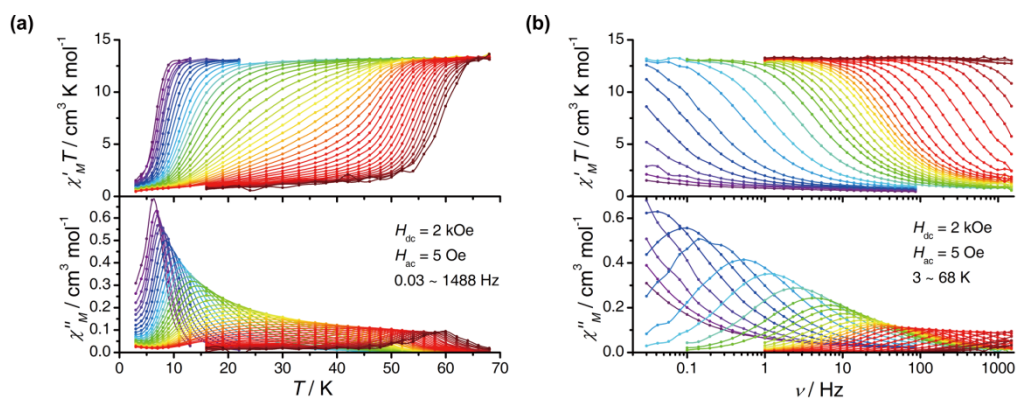 (a)
15
10
5
0
χ′MT / cm³ K mol⁻¹
0.6
0.5
0.4
0.3
0.2
0.1
0.0
χ″M / cm³ mol⁻¹
Hdc = 2 kOe
Hac = 5 Oe
0.03 ~ 1488 Hz
0 10 20 30 40 50 60 70
T / K
(b)
15
10
5
0
χ′MT / cm³ K mol⁻¹
0.6
0.4
0.2
0.0
χ″M / cm³ mol⁻¹
Hdc = 2 kOe
Hac = 5 Oe
3 ~ 68 K
0.1 1 10 100 1000
ν / Hz